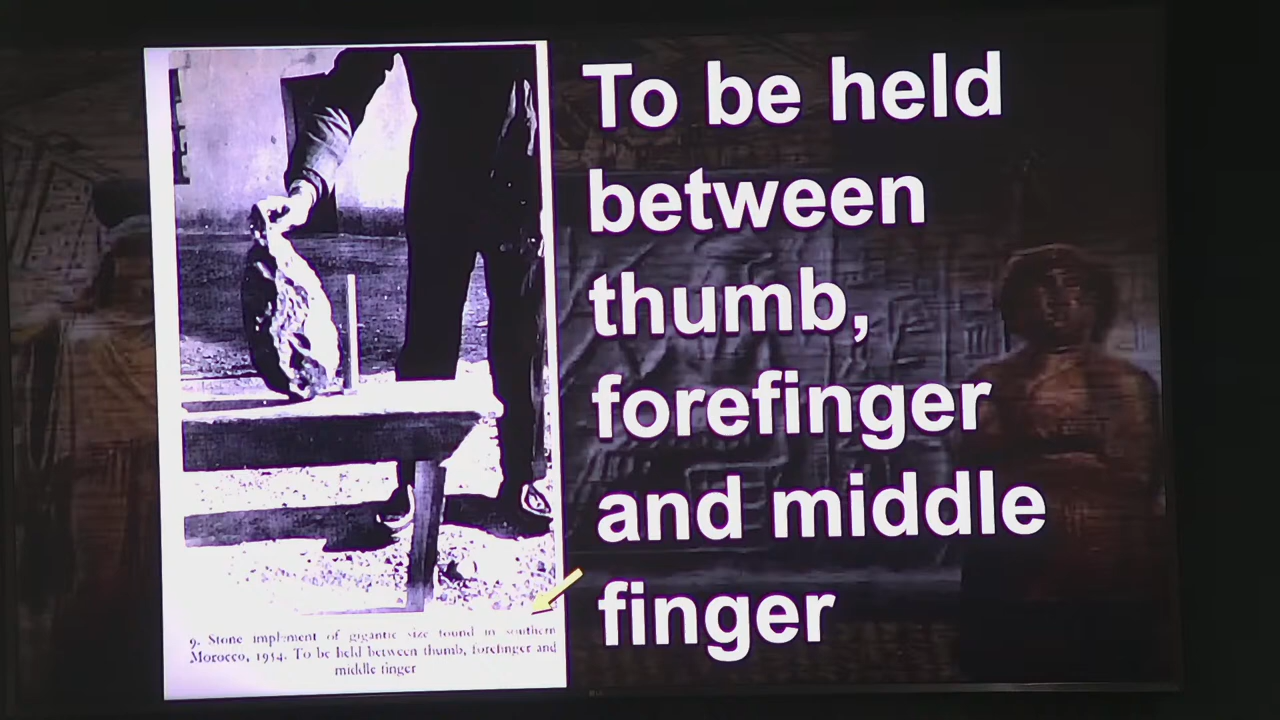 To be held
between
thumb,
forefinger
and middle
finger
9. Stone implement of gigantic size found in southern
Morocco, 1954. To be held between thumb, forefinger and
middle finger